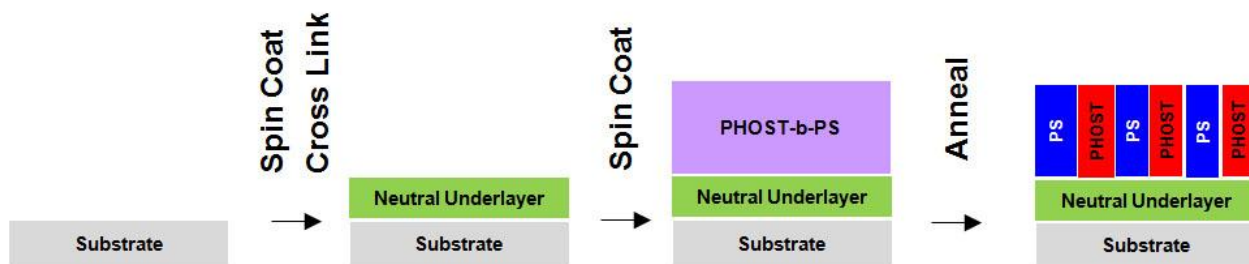 Substrate
Spin Coat
Cross Link
Neutral Underlayer
Substrate
Spin Coat
PHOST-b-PS
Neutral Underlayer
Substrate
Anneal
PS
PHOST
PS
PHOST
PS
PHOST
Neutral Underlayer
Substrate